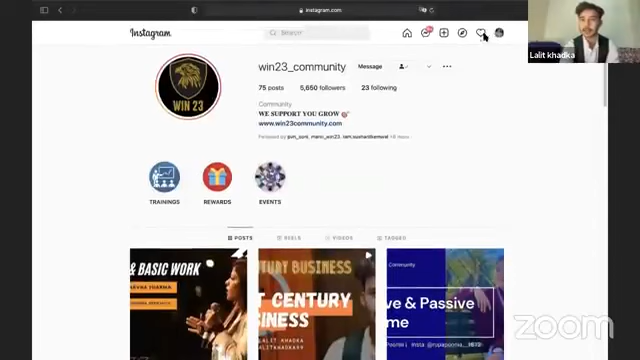 instagram.com
Instagram
Search
Lalit khadka
win23_community
Message
75 posts
5,650 followers
23 following
Community
WE SUPPORT YOU GROW
www.win23community.com
WIN 23
TRAININGS
REWARDS
EVENTS
POSTS
REELS
VIDEOS
TAGGED
& BASIC WORK
SHARMA
TURY BUSINESS
T CENTURY
SINESS
LALIT KHADKA
Community
ve & Passive
me
zoom